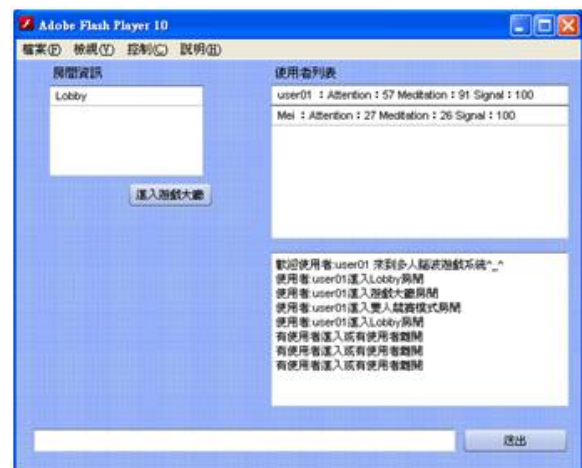 Adobe Flash Player 10
檔案(F) 檢視(V) 控制(C) 說明(H)
房間資訊
Lobby
進入遊戲大廳
使用者列表
user01 : Attention : 57 Meditation : 91 Signal : 100
Mei : Attention : 27 Meditation : 26 Signal : 100
歡迎使用者:user01 來到多人腦波遊戲系統^_^
使用者:user01進入Lobby房間
使用者:user01進入遊戲大廳房間
使用者:user01進入雙人競賽模式房間
使用者:user01進入Lobby房間
有使用者進入或有使用者離開
有使用者進入或有使用者離開
有使用者進入或有使用者離開
送出